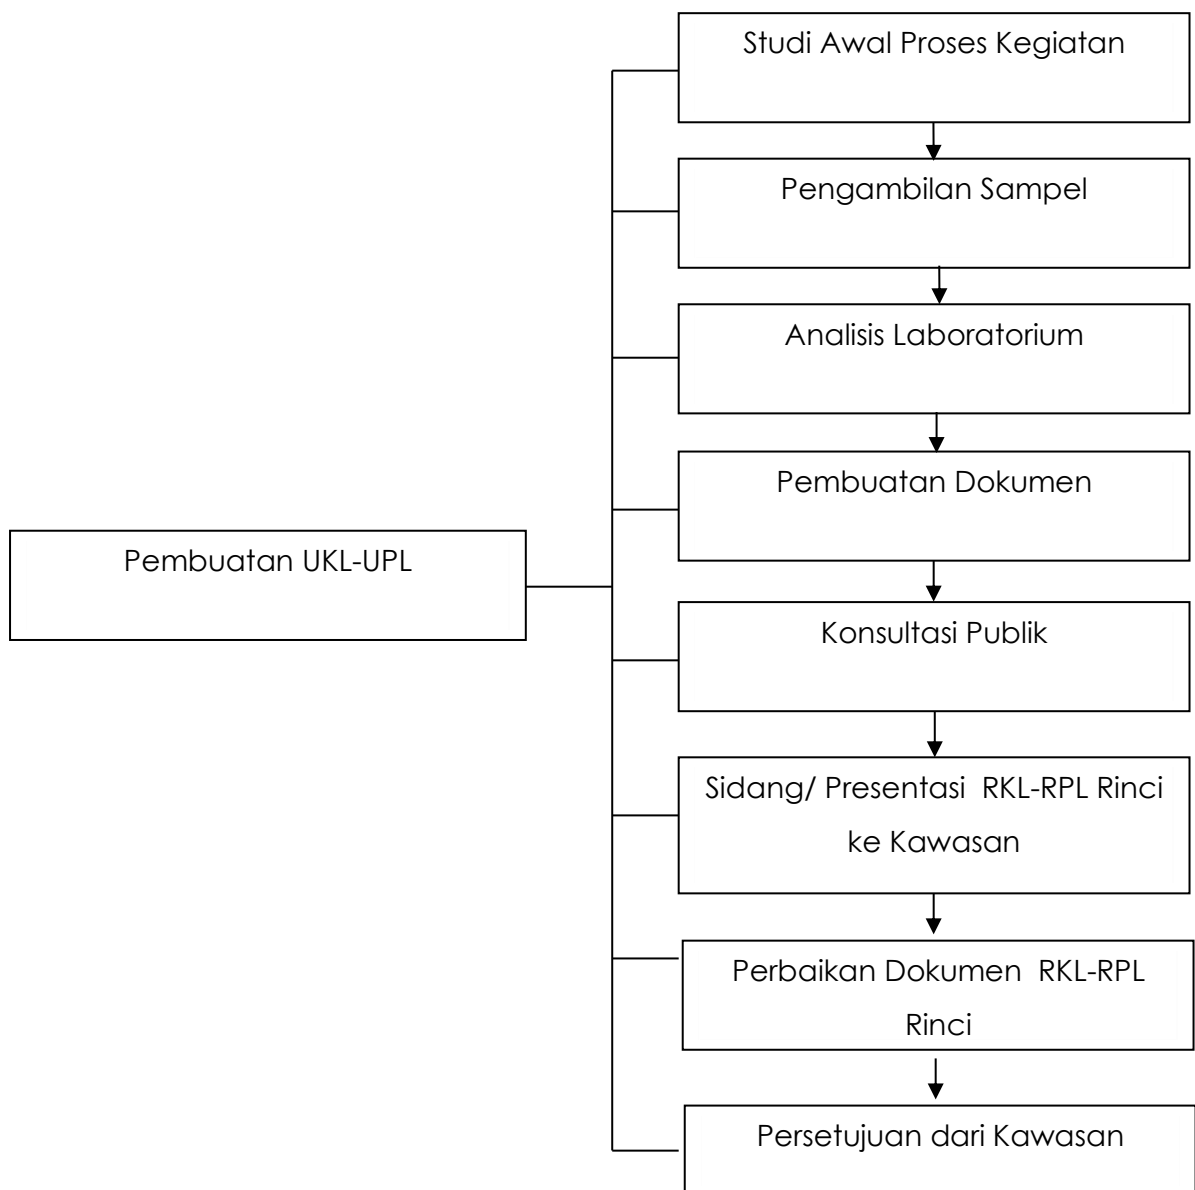 Studi Awal Proses Kegiatan
Pengambilan Sampel
Analisis Laboratorium
Pembuatan Dokumen
Pembuatan UKL-UPL
Konsultasi Publik
Sidang/ Presentasi  RKL-RPL Rinci
ke Kawasan
Perbaikan Dokumen  RKL-RPL
Rinci
Persetujuan dari Kawasan